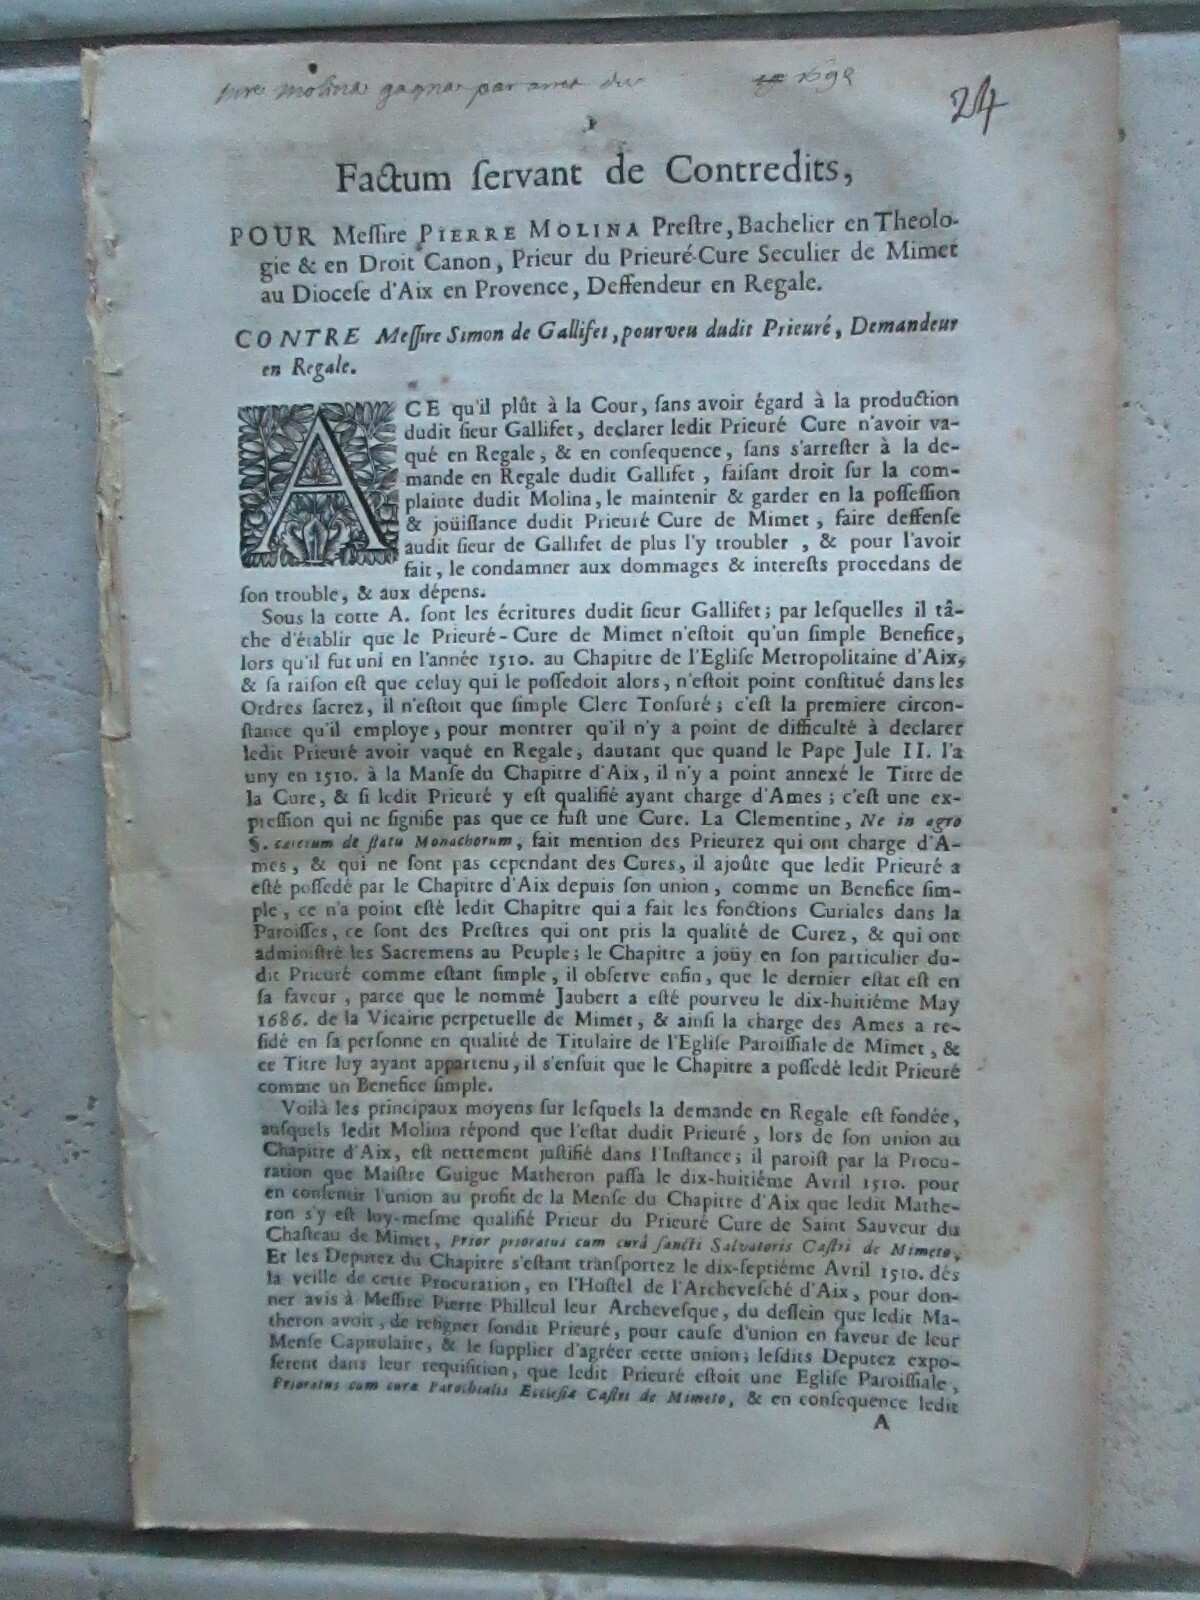 molina gagna par arrest du 1692
24
1
Factum ſervant de Contredits,
POUR Meſſire PIERRE MOLINA Preſtre, Bachelier en Theolo-
gie & en Droit Canon, Prieur du Prieuré-Cure Seculier de Mimet
au Dioceſe d'Aix en Provence, Deffendeur en Regale.
CONTRE Meſſire Simon de Gallifet, pourveu dudit Prieuré, Demandeur
en Regale.
A CE qu'il plût à la Cour, ſans avoir égard à la production
dudit ſieur Gallifet, declarer ledit Prieuré Cure n'avoir va-
qué en Regale, & en conſequence, ſans s'arreſter à la de-
mande en Regale dudit Gallifet, faiſant droit ſur la com-
plainte dudit Molina, le maintenir & garder en la poſſeſſion
& joüiſſance dudit Prieuré Cure de Mimet, faire deffenſe
audit ſieur de Gallifet de plus l'y troubler, & pour l'avoir
fait, le condamner aux dommages & intereſts procedans de
ſon trouble, & aux dépens.
Sous la cotte A. ſont les écritures dudit ſieur Gallifet; par leſquelles il tâ-
che d'établir que le Prieuré-Cure de Mimet n'eſtoit qu'un ſimple Benefice,
lors qu'il fut uni en l'année 1510. au Chapitre de l'Egliſe Metropolitaine d'Aix,
& ſa raiſon eſt que celuy qui le poſſedoit alors, n'eſtoit point conſtitué dans les
Ordres ſacrez, il n'eſtoit que ſimple Clerc Tonſuré; c'eſt la premiere circon-
ſtance qu'il employe, pour montrer qu'il n'y a point de difficulté à declarer
ledit Prieuré avoir vaqué en Regale, dautant que quand le Pape Jule II. l'a
uny en 1510. à la Manſe du Chapitre d'Aix, il n'y a point annexé le Titre de
la Cure, & ſi ledit Prieuré y eſt qualifié ayant charge d'Ames; c'eſt une ex-
preſſion qui ne ſignifie pas que ce fuſt une Cure. La Clementine, Ne in agro
§. cæterum de ſtatu Monachorum, fait mention des Prieurez qui ont charge d'A-
mes, & qui ne ſont pas cependant des Cures, il ajoûte que ledit Prieuré a
eſté poſſedé par le Chapitre d'Aix depuis ſon union, comme un Benefice ſim-
ple, ce n'a point eſté ledit Chapitre qui a fait les fonctions Curiales dans la
Paroiſſes, ce ſont des Preſtres qui ont pris la qualité de Curez, & qui ont
adminiſtré les Sacremens au Peuple; le Chapitre a joüy en ſon particulier du-
dit Prieuré comme eſtant ſimple, il obſerve enfin, que le dernier eſtat eſt en
ſa faveur, parce que le nommé Jaubert a eſté pourveu le dix-huitiéme May
1686. de la Vicairie perpetuelle de Mimet, & ainſi la charge des Ames a re-
ſidé en ſa perſonne en qualité de Titulaire de l'Egliſe Paroiſſiale de Mimet, &
ce Titre luy ayant appartenu, il s'enſuit que le Chapitre a poſſedé ledit Prieuré
comme un Benefice ſimple.
Voilà les principaux moyens ſur leſquels la demande en Regale eſt fondée,
auſquels ledit Molina répond que l'eſtat dudit Prieuré, lors de ſon union au
Chapitre d'Aix, eſt nettement juſtifié dans l'Inſtance; il paroiſt par la Procu-
ration que Maiſtre Guigue Matheron paſſa le dix-huitiéme Avril 1510. pour
en conſentir l'union au profit de la Menſe du Chapitre d'Aix que ledit Mathe-
ron s'y eſt luy-meſme qualifié Prieur du Prieuré Cure de Saint Sauveur du
Chaſteau de Mimet, Prior prioratus cum curâ ſancti Salvatoris Caſtri de Mimeto,
Et les Deputez du Chapitre s'eſtant tranſportez le dix-ſeptiéme Avril 1510. dés
la veille de cette Procuration, en l'Hoſtel de l'Archeveſché d'Aix, pour don-
ner avis à Meſſire Pierre Philleul leur Archeveſque, du deſſein que ledit Ma-
theron avoit, de reſigner ſondit Prieuré, pour cauſe d'union en faveur de leur
Menſe Capitulaire, & le ſupplier d'agréer cette union; leſdits Deputez expo-
ſerent dans leur requiſition, que ledit Prieuré eſtoit une Egliſe Paroiſſiale,
Prioratus cum cura Parochialis Eccleſiæ Caſtri de Mimeto, & en conſequence ledit
A